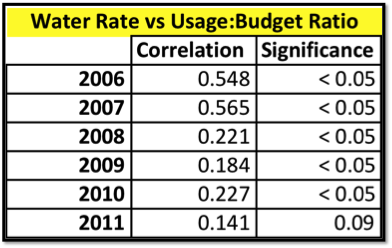 Water Rate vs Usage:Budget Ratio
Correlation Significance
2006 0.548 < 0.05
2007 0.565 < 0.05
2008 0.221 < 0.05
2009 0.184 < 0.05
2010 0.227 < 0.05
2011 0.141 0.09